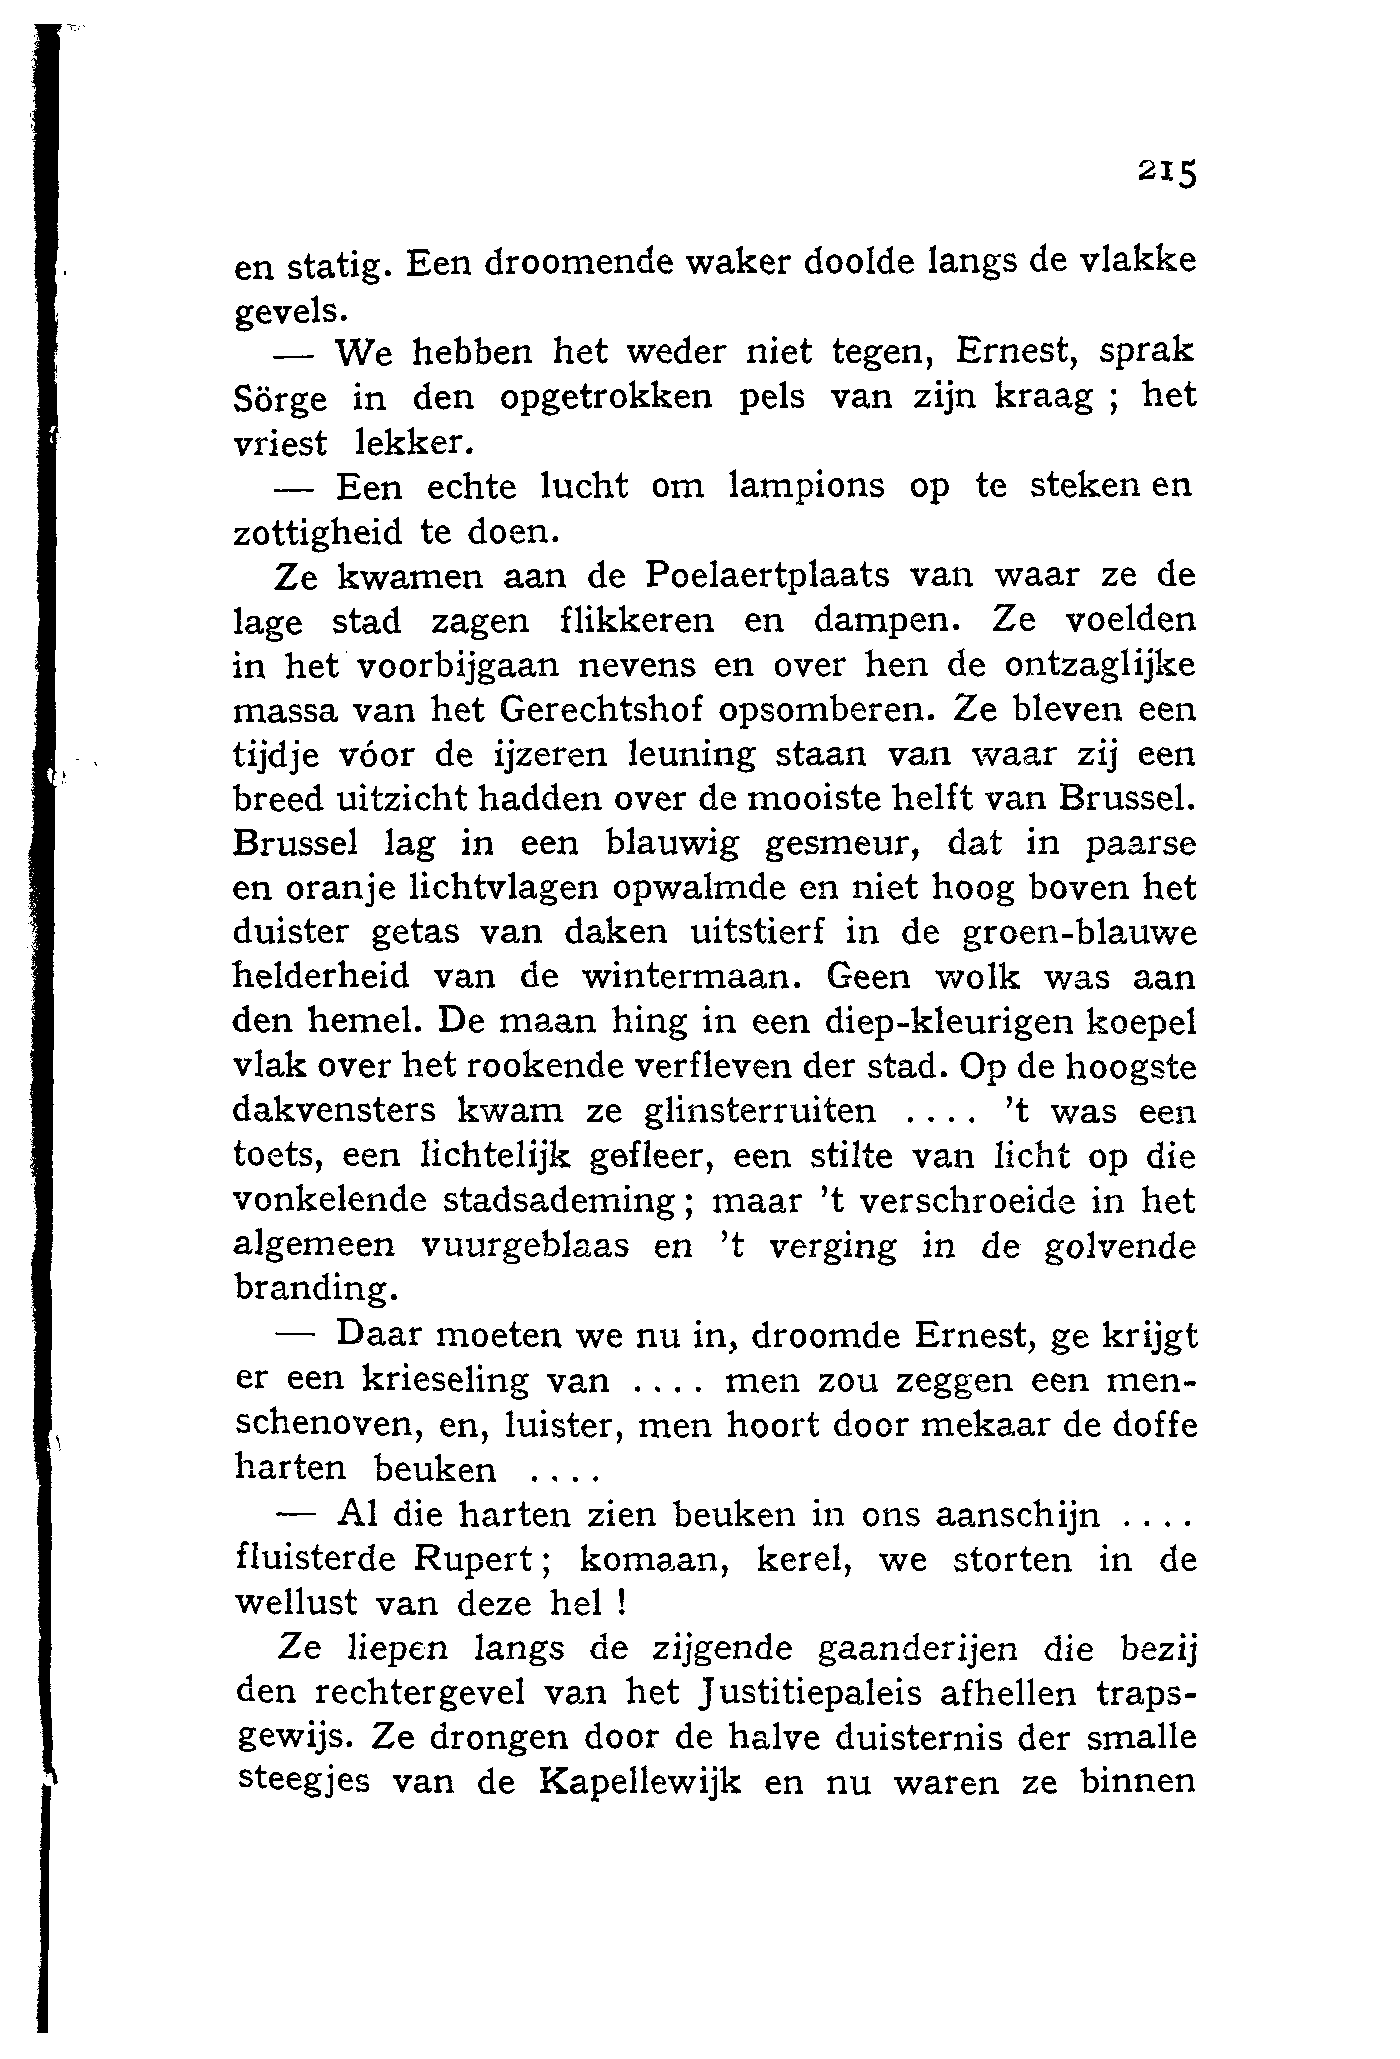 215
en statig. Een droomende waker doolde langs de vlakke
gevels.
— We hebben het weder niet tegen, Ernest, sprak
Sörge in den opgetrokken pels van zijn kraag ; het
vriest lekker.
— Een echte lucht om lampions op te steken en
zottigheid te doen.
Ze kwamen aan de Poelaertplaats van waar ze de
lage stad zagen flikkeren en dampen. Ze voelden
in het voorbijgaan nevens en over hen de ontzaglijke
massa van het Gerechtshof opsomberen. Ze bleven een
tijdje vóor de ijzeren leuning staan van waar zij een
breed uitzicht hadden over de mooiste helft van Brussel.
Brussel lag in een blauwig gesmeur, dat in paarse
en oranje lichtvlagen opwalmde en niet hoog boven het
duister getas van daken uitstierf in de groen-blauwe
helderheid van de wintermaan. Geen wolk was aan
den hemel. De maan hing in een diep-kleurigen koepel
vlak over het rookende verfleven der stad. Op de hoogste
dakvensters kwam ze glinsterruiten .... 't was een
toets, een lichtelijk gefleer, een stilte van licht op die
vonkelende stadsademing ; maar 't verschroeide in het
algemeen vuurgeblaas en 't verging in de golvende
branding.
— Daar moeten we nu in, droomde Ernest, ge krijgt
er een krieseling van .... men zou zeggen een men-
schenoven, en, luister, men hoort door mekaar de doffe
harten beuken ....
— Al die harten zien beuken in ons aanschijn ....
fluisterde Rupert ; komaan, kerel, we storten in de
wellust van deze hel !
Ze liepen langs de zijgende gaanderijen die bezij
den rechtergevel van het Justitiepaleis afhellen traps-
gewijs. Ze drongen door de halve duisternis der smalle
steegjes van de Kapellewijk en nu waren ze binnen